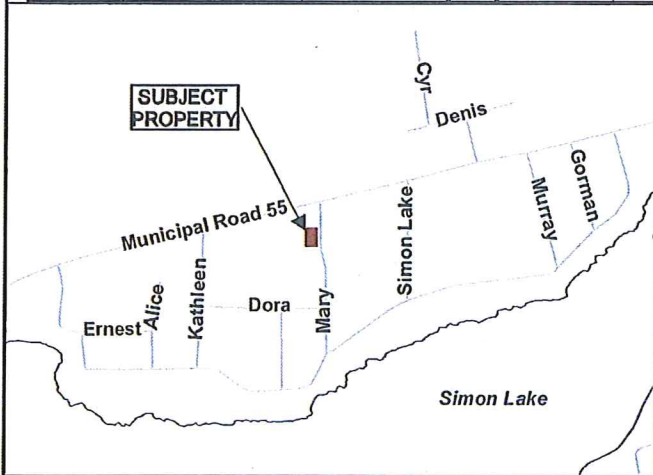 SUBJECT
PROPERTY
Cyr
Denis
Municipal Road 55
Gorman
Murray
Simon Lake
Mary
Dora
Kathleen
Alice
Ernest
Simon Lake